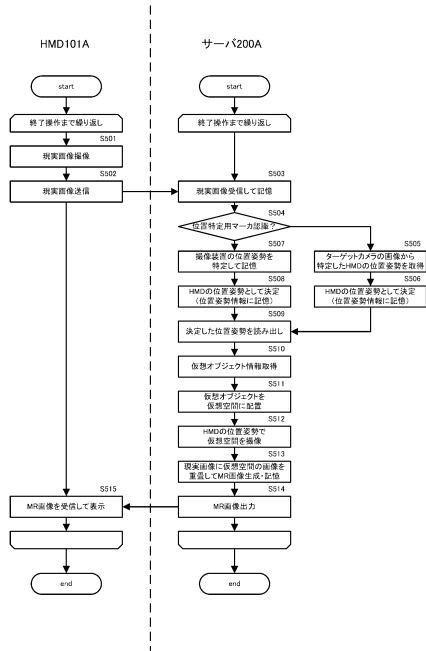 HMD101A
サーバ200A
start
start
終了操作まで繰り返し
終了操作まで繰り返し
S501
現実画像撮像
S502
現実画像送信
S503
現実画像受信して記憶
S504
位置特定用マーカ認識？
S507
撮像装置の位置姿勢を
特定して記憶
S505
ターゲットカメラの画像から
特定したHMDの位置姿勢を取得
S508
HMDの位置姿勢として決定
（位置姿勢情報に記憶）
S506
HMDの位置姿勢として決定
（位置姿勢情報に記憶）
S509
決定した位置姿勢を読み出し
S510
仮想オブジェクト情報取得
S511
仮想オブジェクトを
仮想空間に配置
S512
HMDの位置姿勢で
仮想空間を撮像
S513
現実画像に仮想空間の画像を
重畳してMR画像生成・記憶
S515
MR画像を受信して表示
S514
MR画像出力
end
end